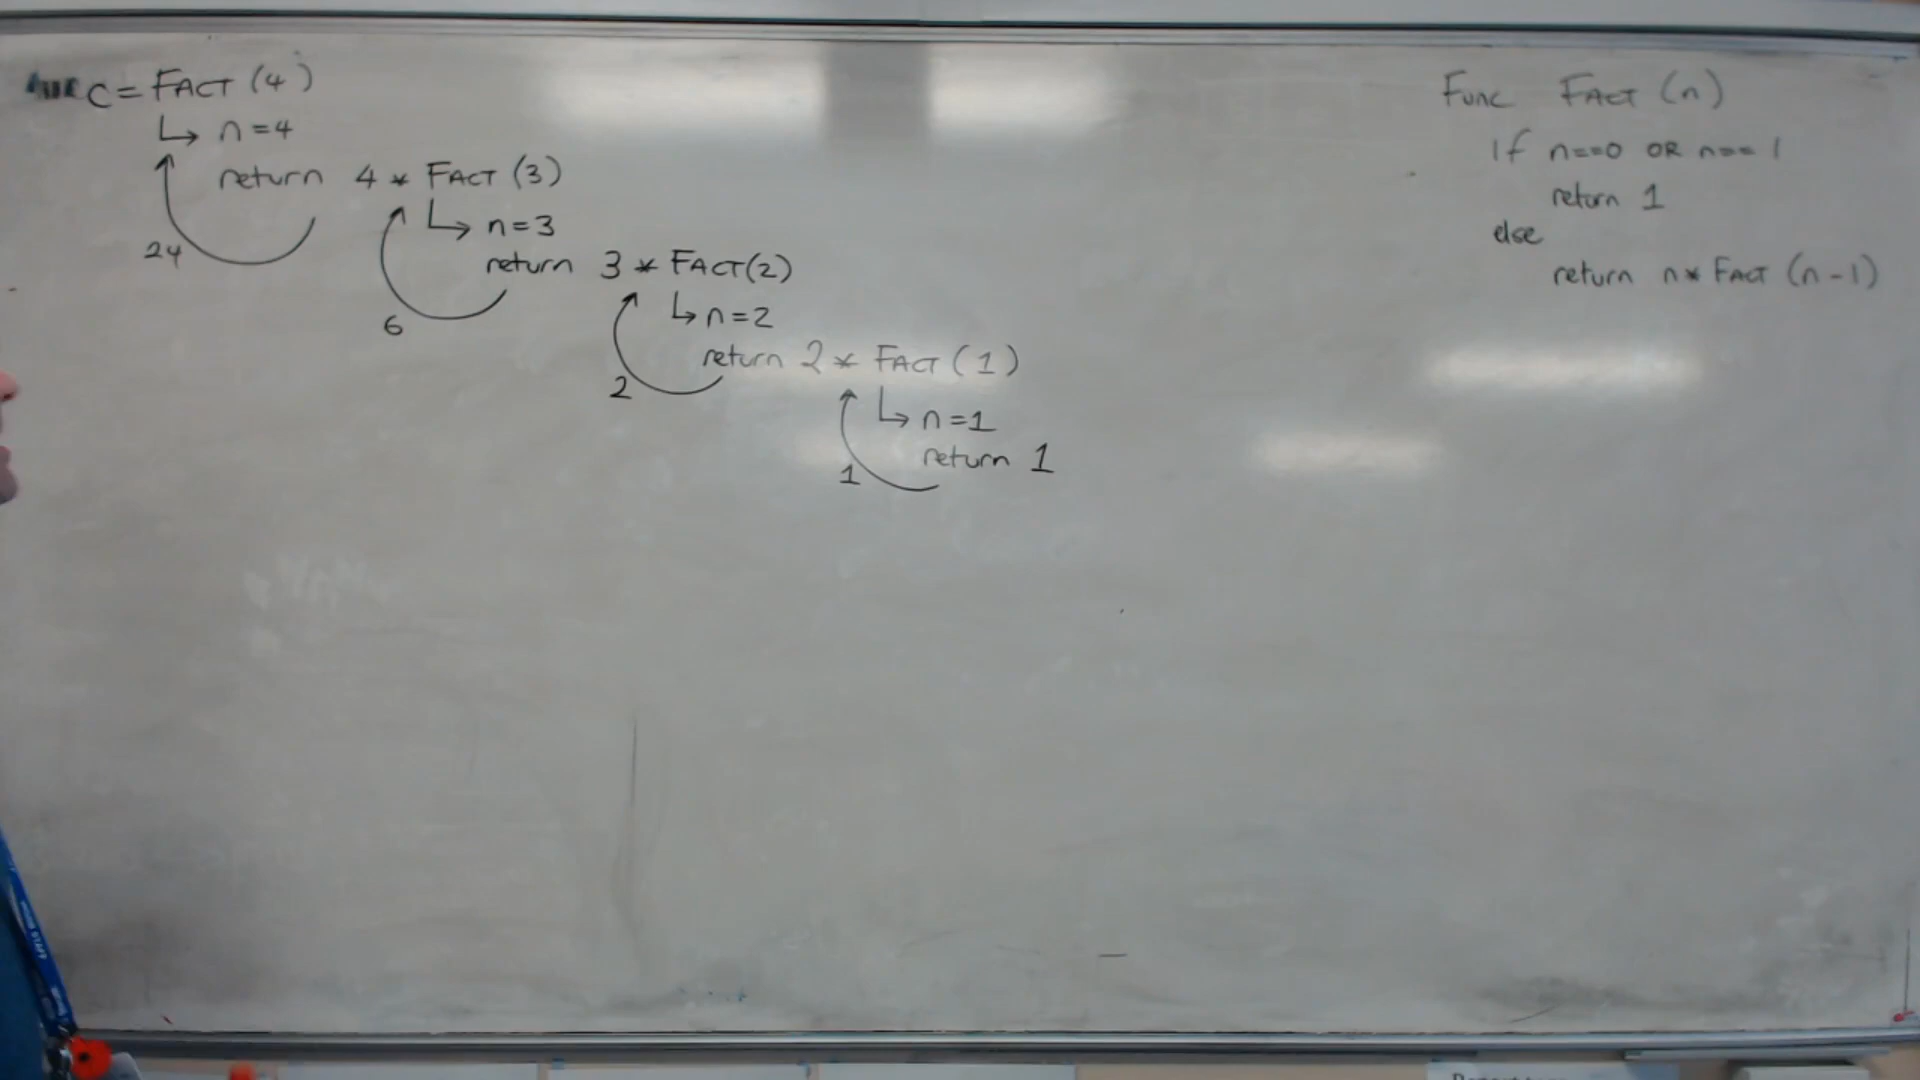 C = FACT (4)
↳ n = 4
return 4 * FACT (3)
24
↳ n = 3
return 3 * FACT(2)
6
↳ n = 2
return 2 * FACT (1)
2
↳ n = 1
return 1
1
Func FACT (n)
If n==0 OR n==1
return 1
else
return n * FACT (n-1)